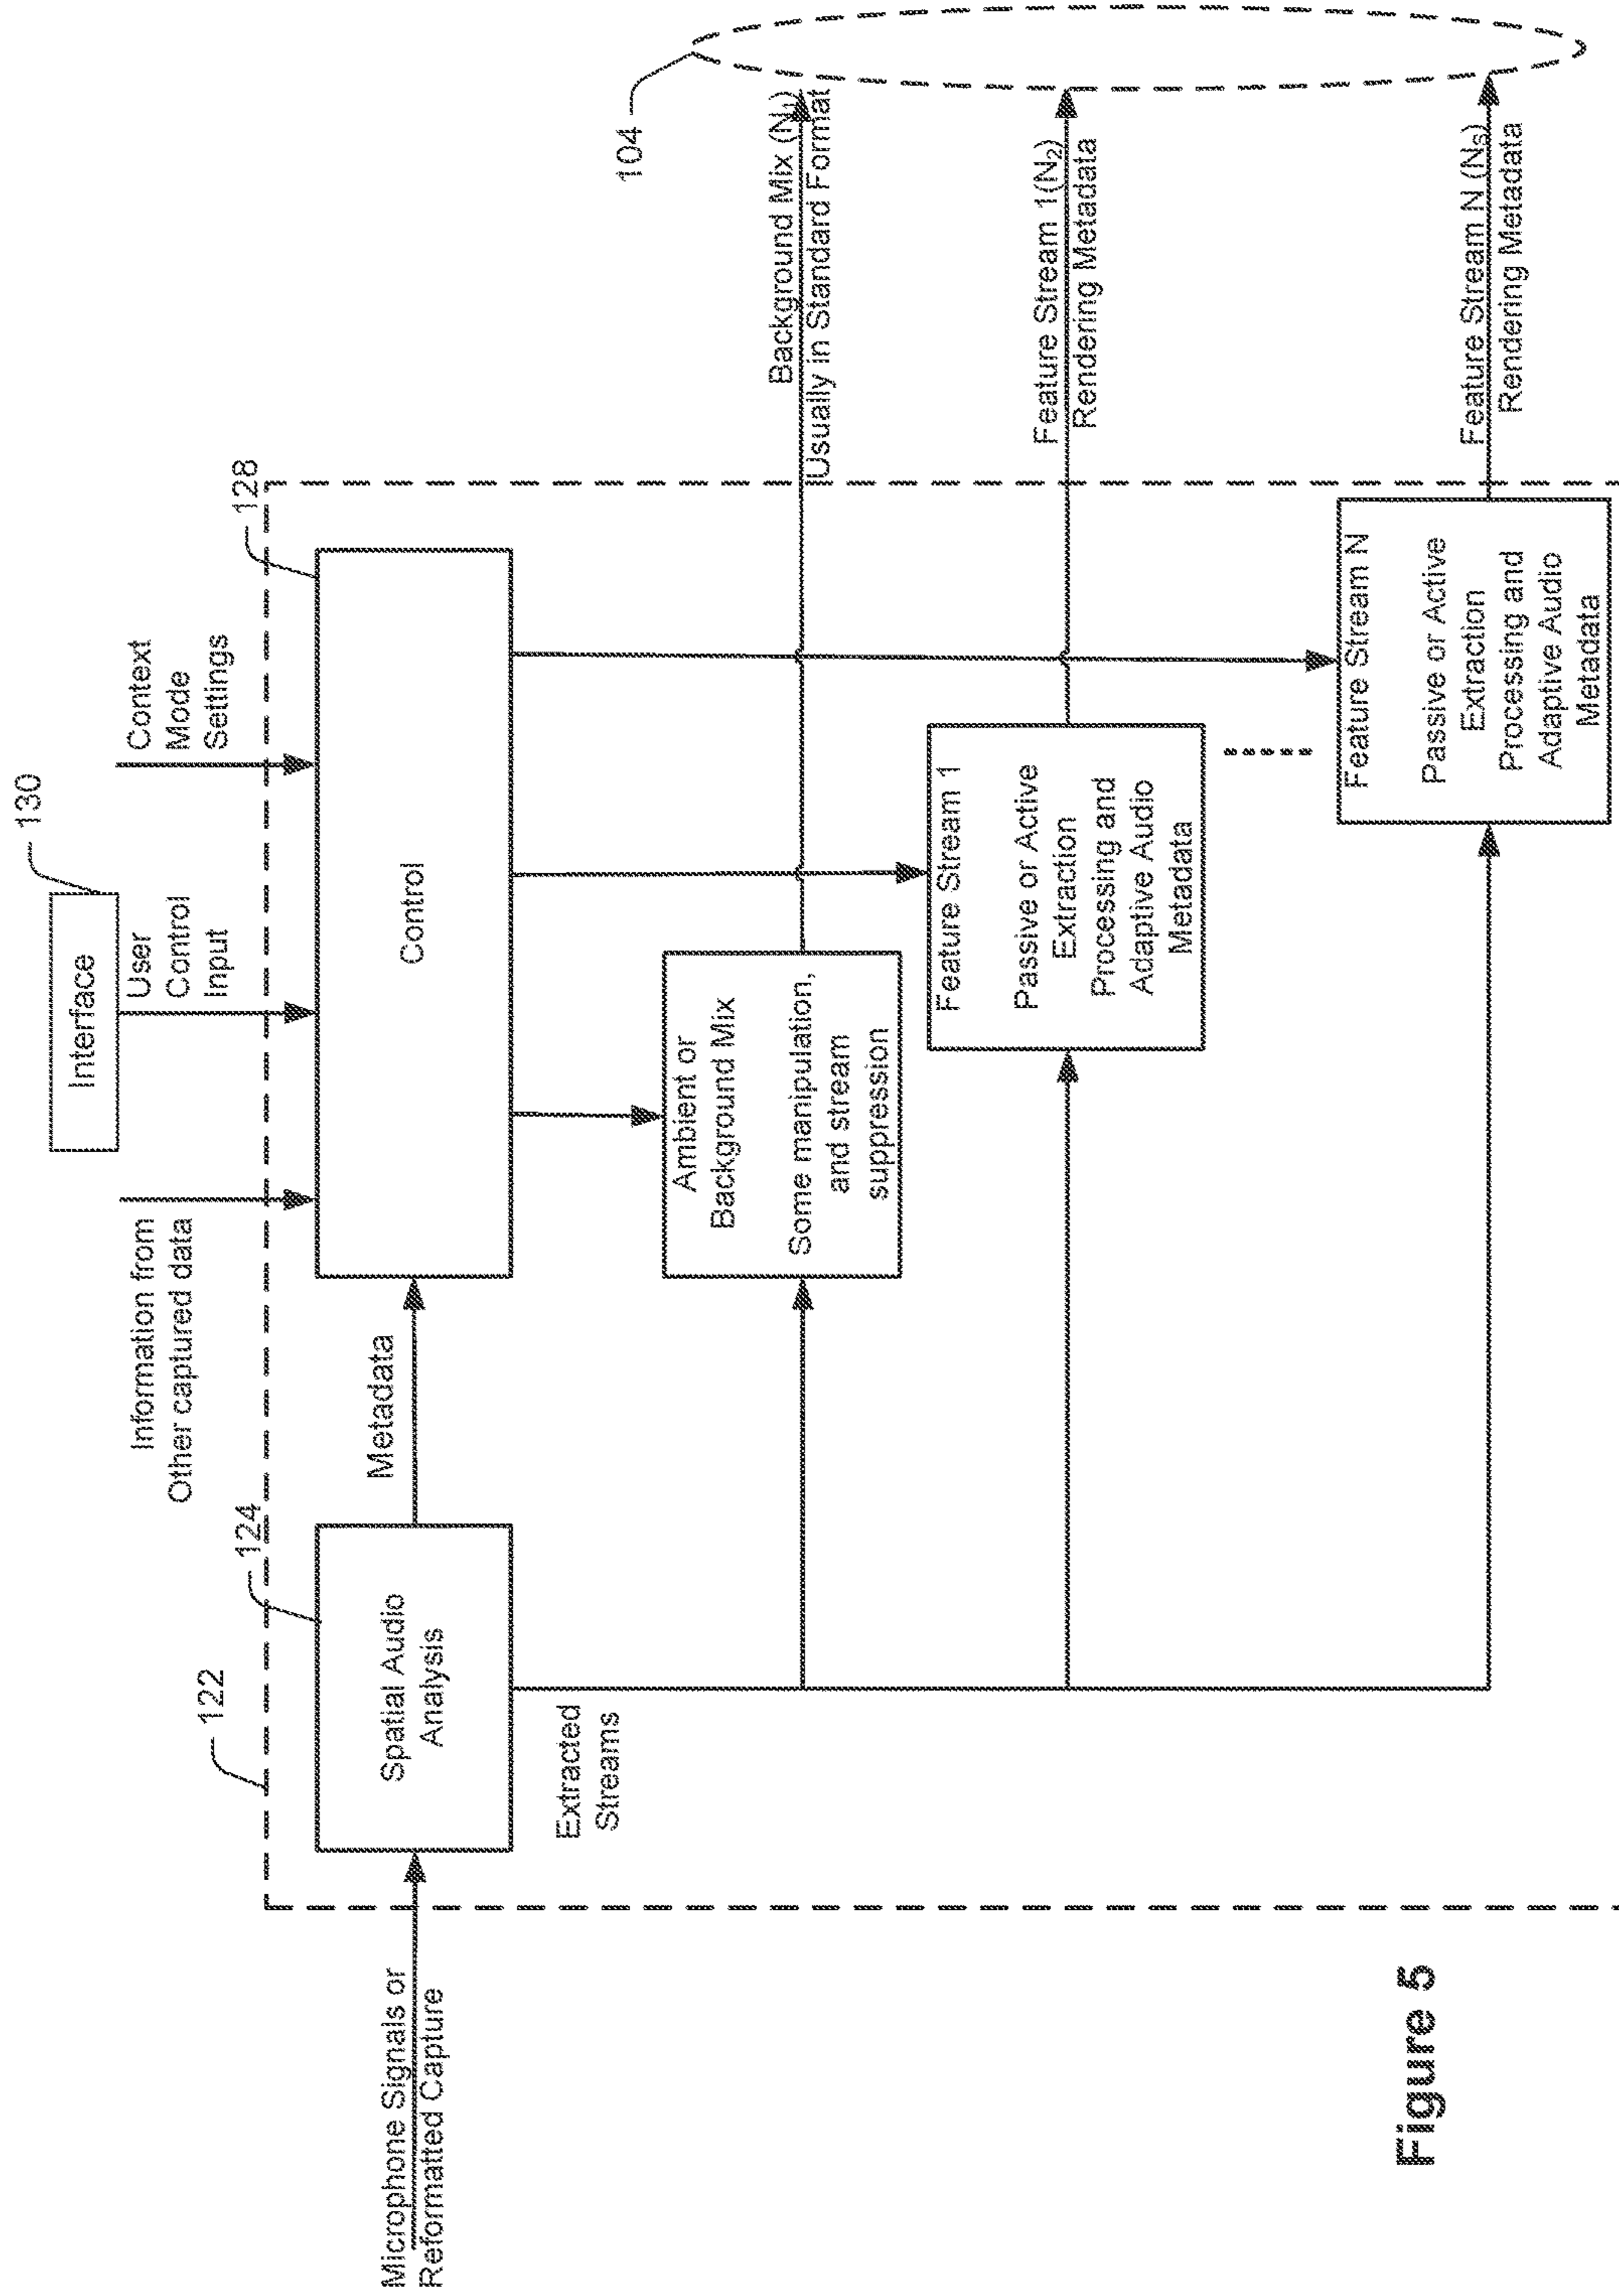 130
Interface
Information from
Other captured data
User
Control
Input
Context
Mode
Settings
122
124
128
104
Microphone Signals or
Reformatted Capture
Spatial Audio
Analysis
Metadata
Control
Extracted
Streams
Ambient or
Background Mix
Some manipulation,
and stream
suppression
Background Mix (N₁)
Usually in Standard Format
Feature Stream 1
Passive or Active
Extraction
Processing and
Adaptive Audio
Metadata
Feature Stream 1(N₂)
Rendering Metadata
Feature Stream N
Passive or Active
Extraction
Processing and
Adaptive Audio
Metadata
Feature Stream N (N₃)
Rendering Metadata
Figure 5